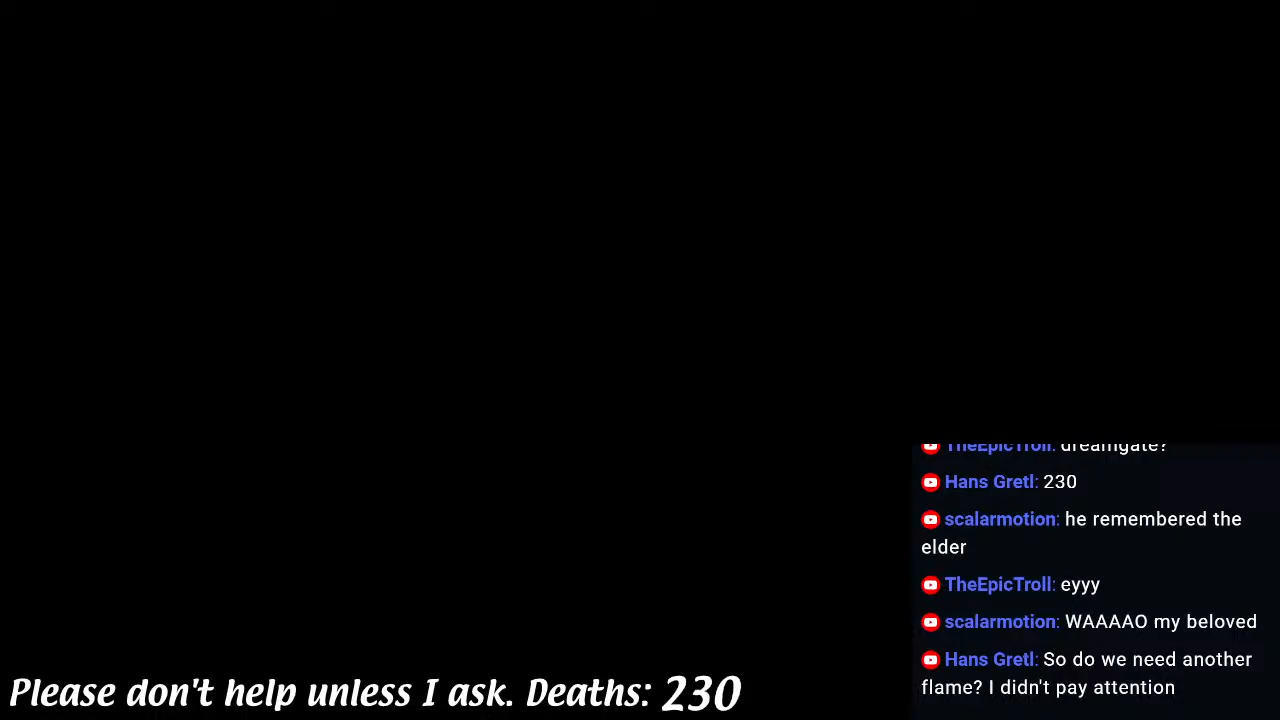 TheEpicTroll: dreamgate?
Hans Gretl: 230
scalarmotion: he remembered the
elder
TheEpicTroll: eyyy
scalarmotion: WAAAAO my beloved
Hans Gretl: So do we need another
flame? I didn't pay attention
Please don't help unless I ask. Deaths: 230